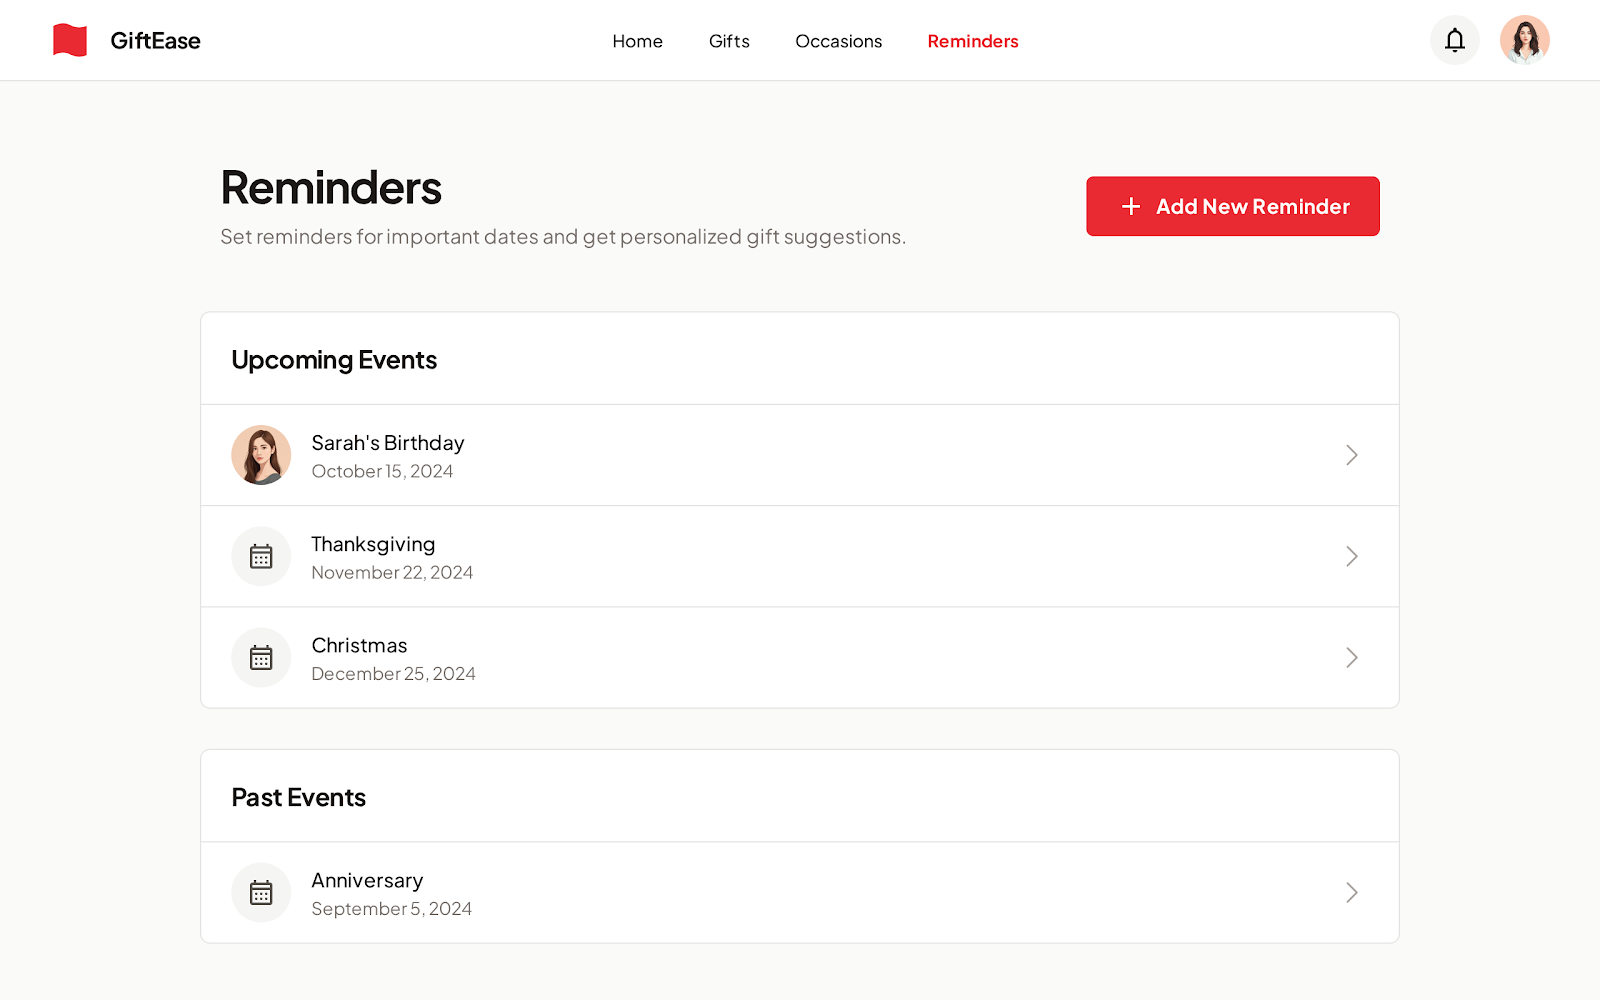 GiftEase
Home
Gifts
Occasions
Reminders
Reminders
Set reminders for important dates and get personalized gift suggestions.
Add New Reminder
Upcoming Events
Sarah's Birthday
October 15, 2024
Thanksgiving
November 22, 2024
Christmas
December 25, 2024
Past Events
Anniversary
September 5, 2024